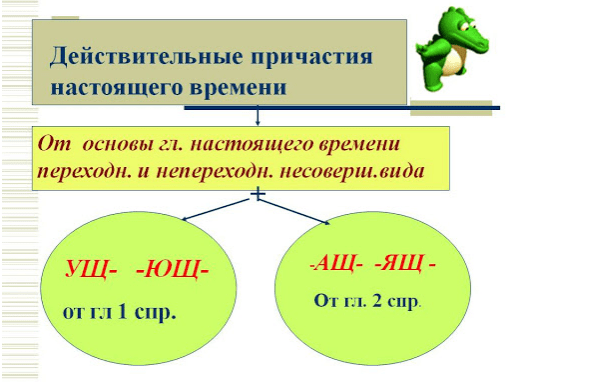 Действительные причастия
настоящего времени
От основы гл. настоящего времени
переходн. и непереходн. несоверш.вида
+
УЩ- -ЮЩ-
от гл 1 спр.
-АЩ- -ЯЩ -
От гл. 2 спр.